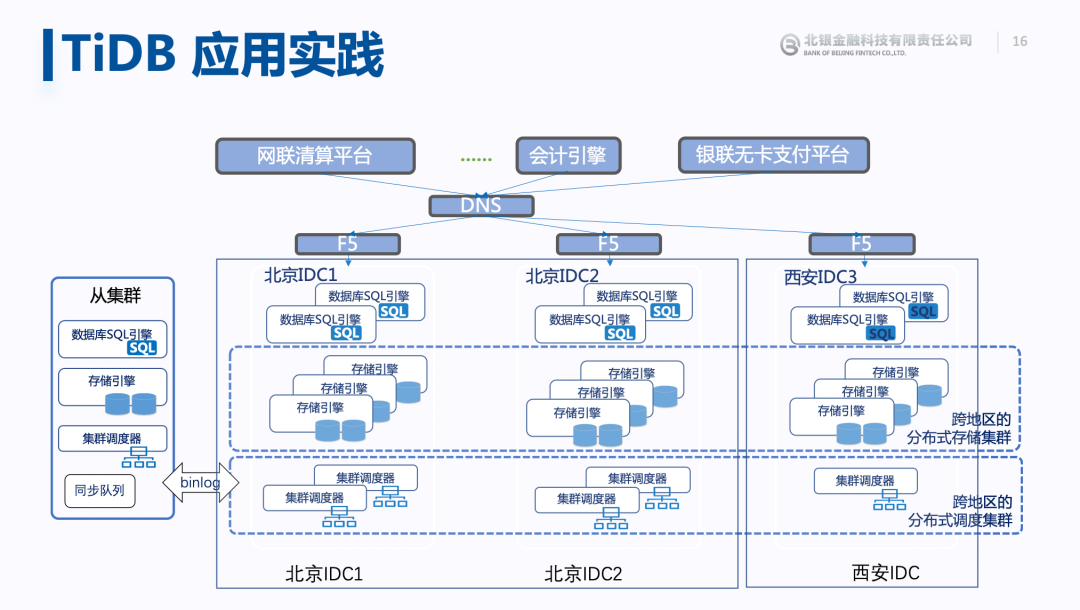 TiDB 应用实践
北银金融科技有限责任公司
BANK OF BEIJING FINTECH CO.,LTD.
16
网联清算平台
......
会计引擎
银联无卡支付平台
DNS
F5
F5
F5
从集群
数据库SQL引擎
SQL
存储引擎
集群调度器
同步队列
binlog
北京IDC1
数据库SQL引擎
SQL
数据库SQL引擎
SQL
北京IDC2
数据库SQL引擎
SQL
数据库SQL引擎
SQL
西安IDC3
数据库SQL引擎
SQL
数据库SQL引擎
SQL
存储引擎
存储引擎
存储引擎
存储引擎
存储引擎
存储引擎
存储引擎
存储引擎
存储引擎
跨地区的
分布式存储集群
集群调度器
集群调度器
集群调度器
集群调度器
集群调度器
跨地区的
分布式调度集群
北京IDC1
北京IDC2
西安IDC